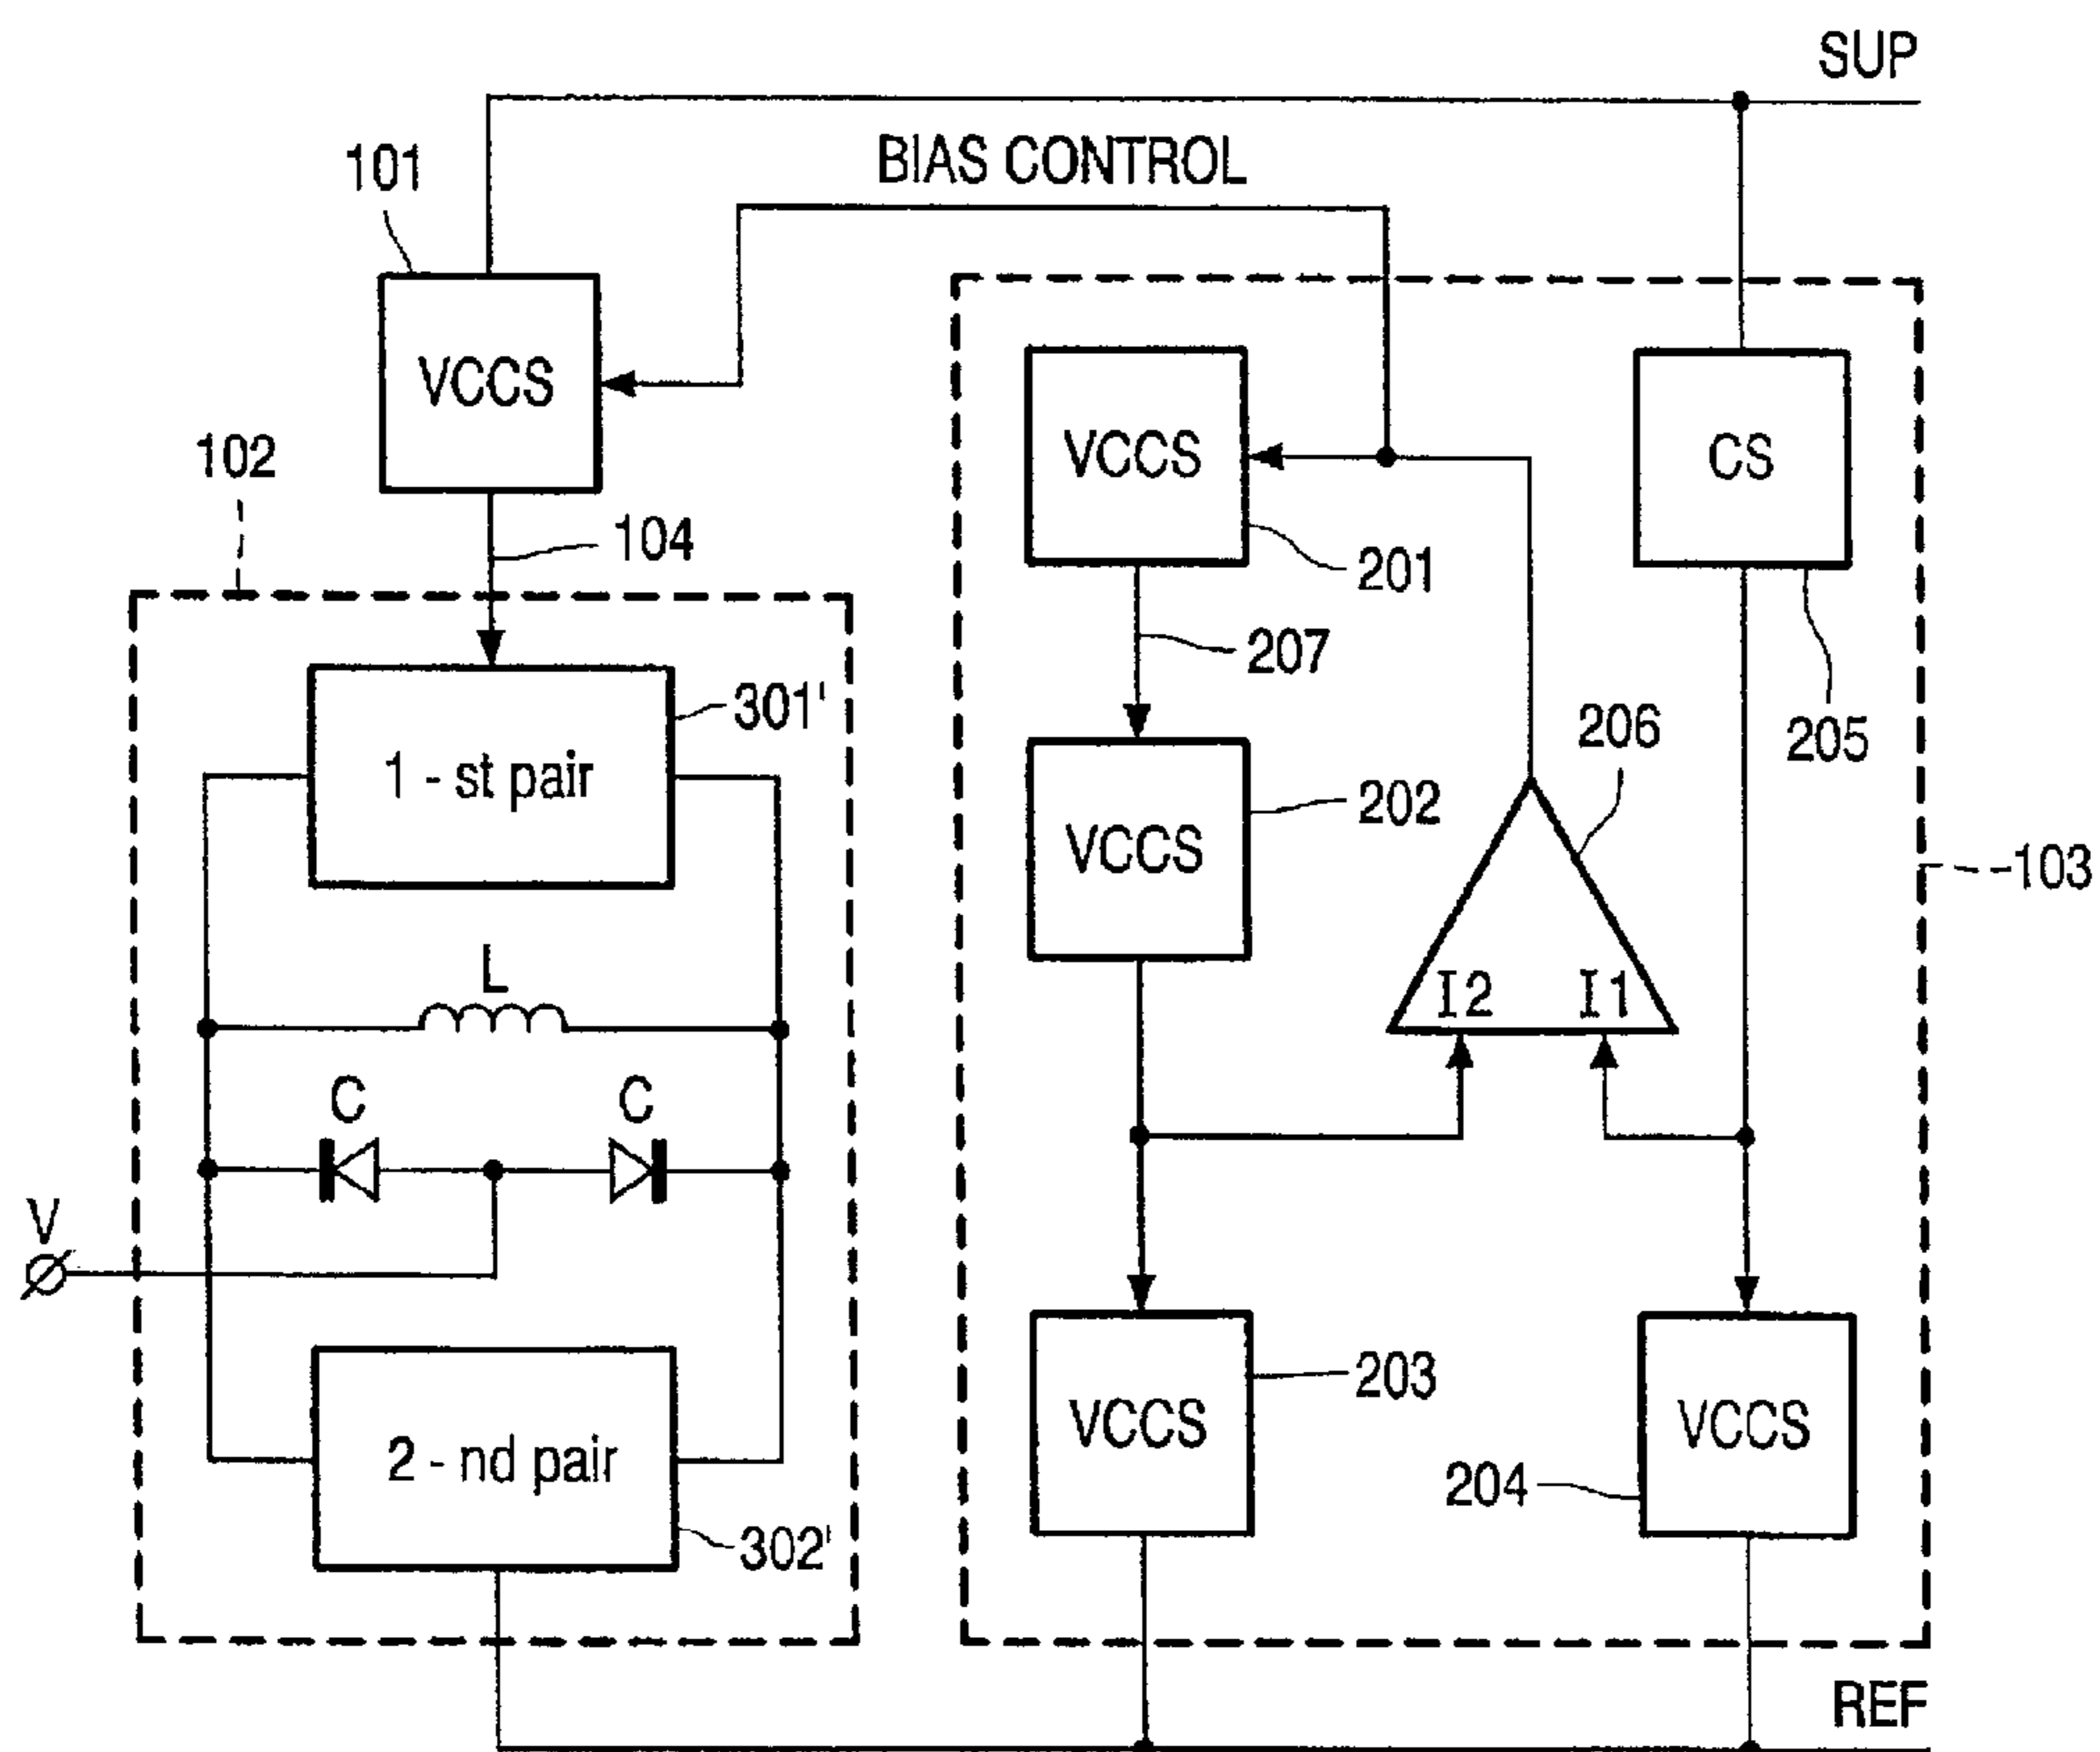 SUP
BIAS CONTROL
101
VCCS
VCCS
CS
102
104
201
207
301'
1 - st pair
206
205
202
VCCS
103
L
I2 I1
C C
V
203
VCCS
VCCS
2 - nd pair
204
302'
REF